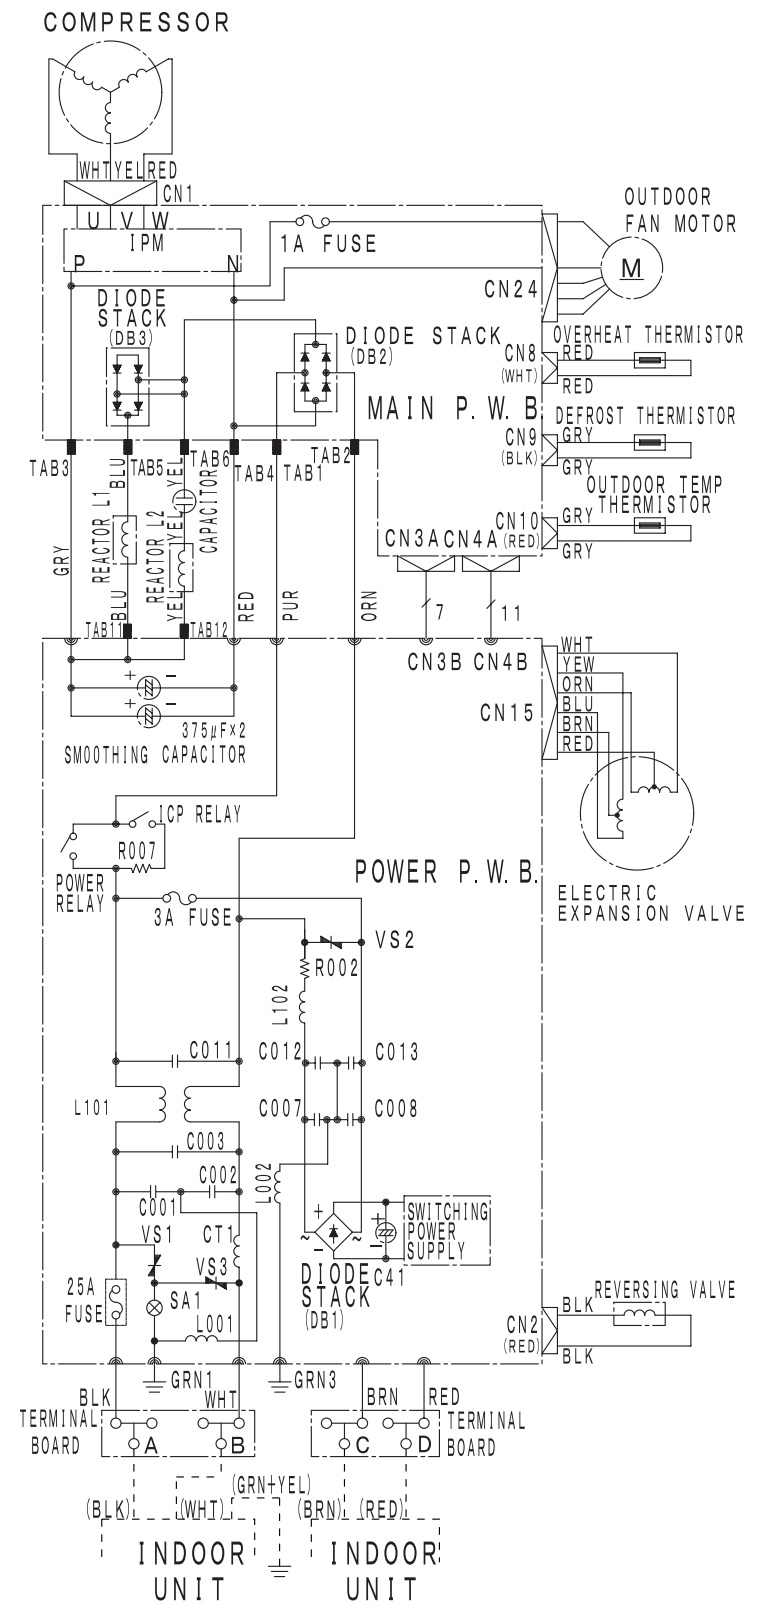 COMPRESSOR
WHT YEL RED
CN1
U V W
IPM
P N
1A FUSE
OUTDOOR
FAN MOTOR
M
CN24
DIODE
STACK
(DB3)
DIODE STACK
(DB2)
MAIN P.W.B.
CN8
(WHT)
RED
RED
OVERHEAT THERMISTOR
CN9
(BLK)
GRY
GRY
DEFROST THERMISTOR
CN10
(RED)
GRY
GRY
OUTDOOR TEMP
THERMISTOR
TAB3
TAB5
TAB6
TAB4
TAB1
TAB2
BLU
YEL
REACTOR L1
REACTOR L2
YEL
CAPACITOR
CN3A CN4A
GRY
BLU
YEL
RED
PUR
ORN
7
11
TAB11
TAB12
CN3B CN4B
+ -
+ -
375μF×2
SMOOTHING CAPACITOR
CN15
WHT
YEW
ORN
BLU
BRN
RED
ELECTRIC
EXPANSION VALVE
ICP RELAY
R007
POWER
RELAY
POWER P.W.B.
3A FUSE
VS2
R002
L102
C011
C012
C013
L101
C007
C008
C003
C002
C001
L002
VS1
CT1
VS3
SA1
L001
25A
FUSE
+
-
~ ~
DIODE
STACK
(DB1)
+
-
C41
SWITCHING
POWER
SUPPLY
CN2
(RED)
BLK
BLK
REVERSING VALVE
GRN1
GRN3
BLK
WHT
BRN
RED
TERMINAL
BOARD
A B
C D
TERMINAL
BOARD
(BLK)
(WHT)
(GRN+YEL)
(BRN)
(RED)
INDOOR
UNIT
INDOOR
UNIT